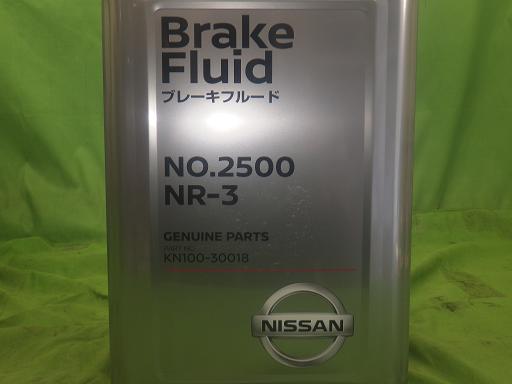 Brake
Fluid
ブレーキフルード
NO.2500
NR-3
GENUINE PARTS
PART NO.
KN100-30018
NISSAN